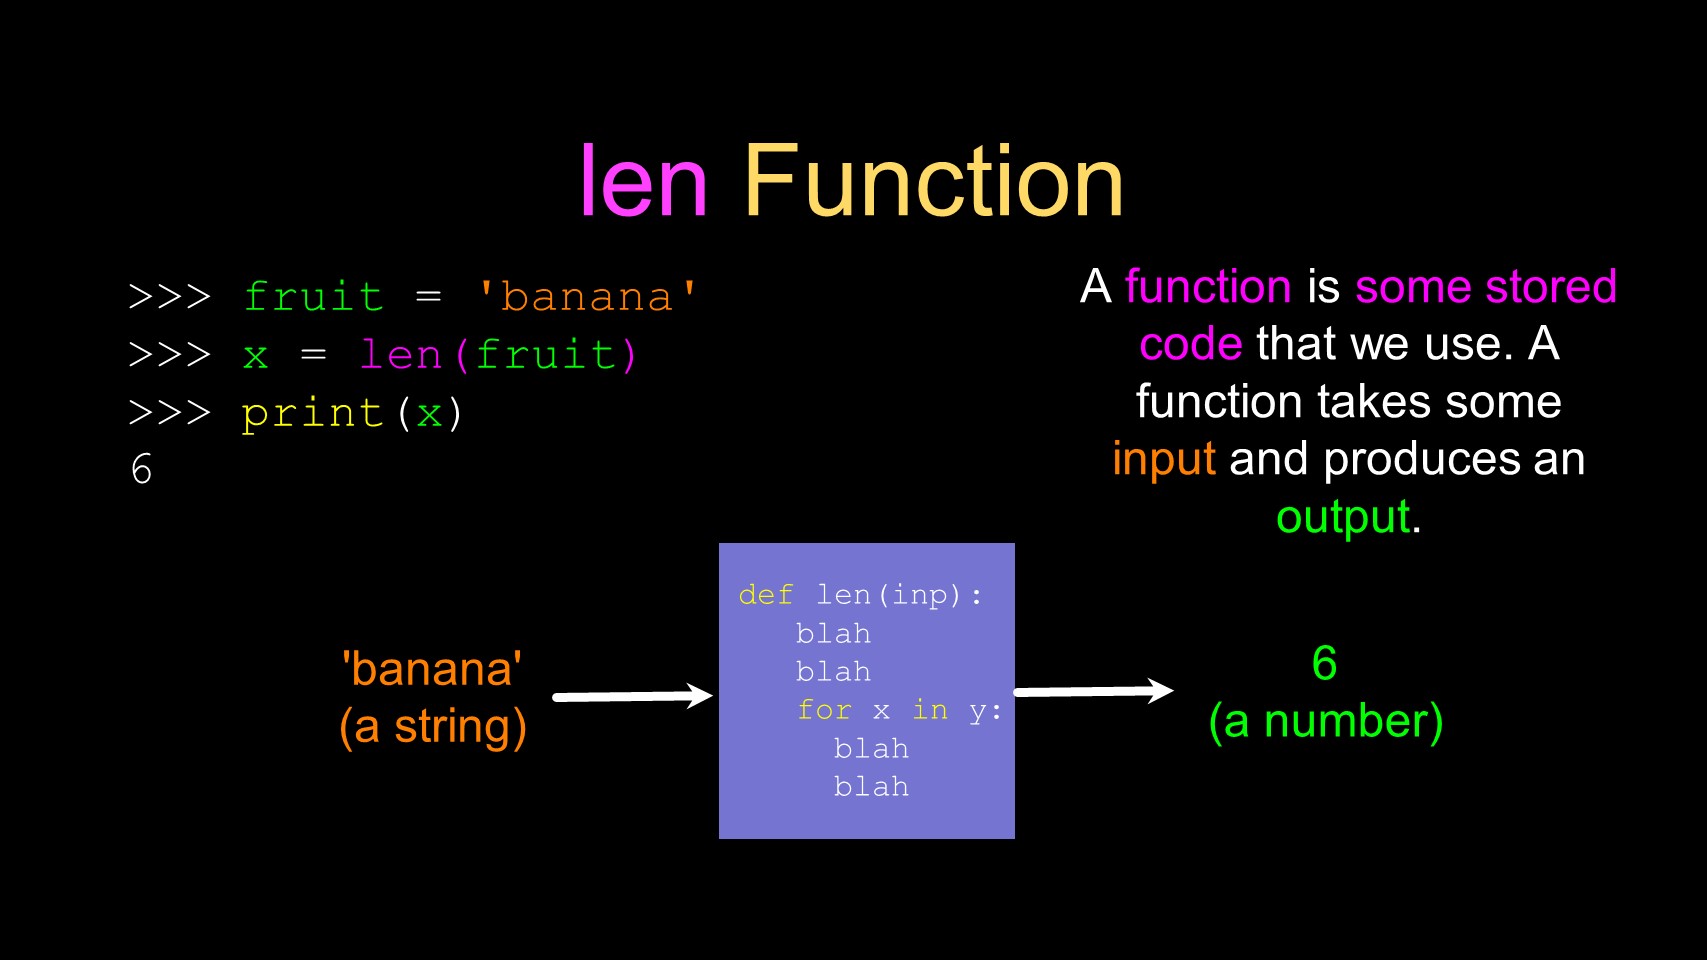 len Function
>>> fruit = 'banana'
>>> x = len(fruit)
>>> print(x)
6
A function is some stored
code that we use. A
function takes some
input and produces an
output.
'banana'
(a string)
def len(inp):
blah
blah
for x in y:
blah
blah
6
(a number)